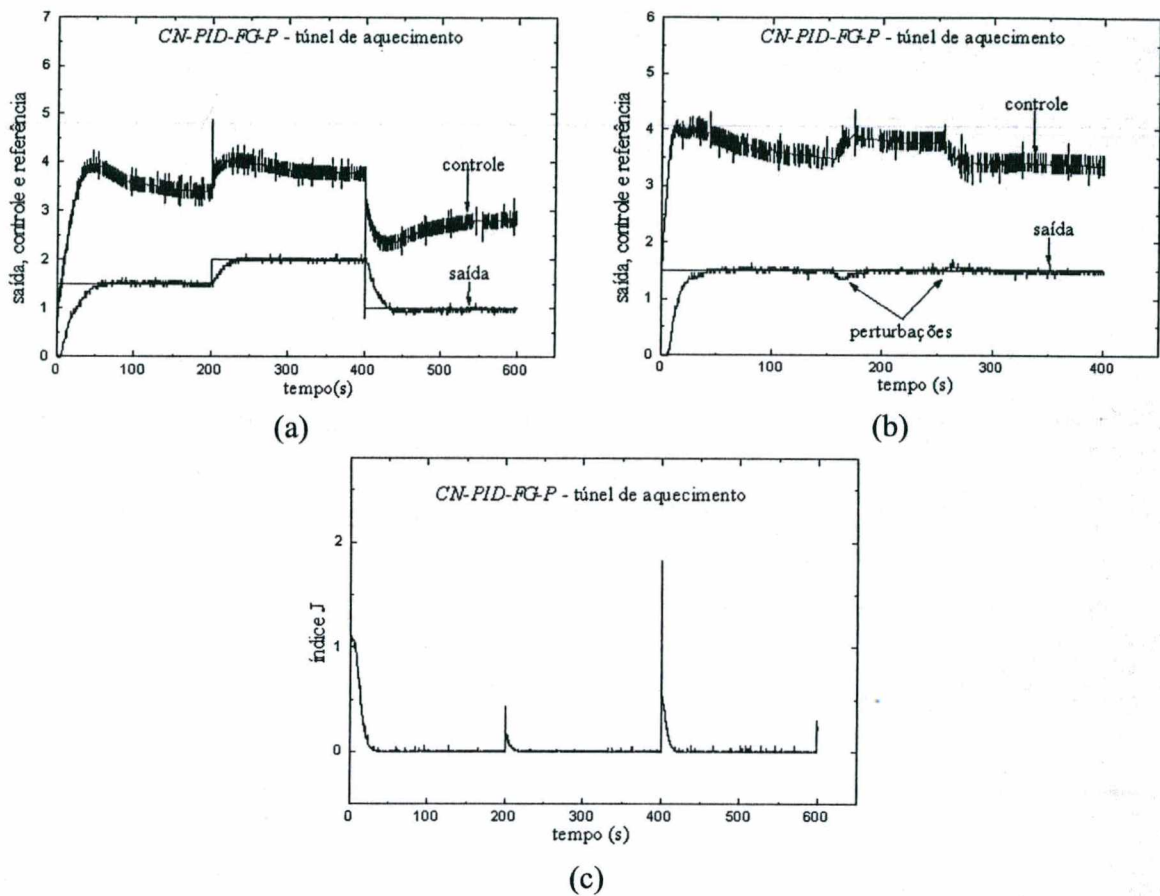 CN-PID-FG-P - túnel de aquecimento
7
6
5
4
3
2
1
0
saída, controle e referência
controle
saída
0 100 200 300 400 500 600
tempo(s)
(a)
CN-PID-FG-P - túnel de aquecimento
6
5
4
3
2
1
0
saída, controle e referência
controle
saída
perturbações
0 100 200 300 400
tempo (s)
(b)
CN-PID-FG-P - túnel de aquecimento
2
1
0
índice J
0 100 200 300 400 500 600
tempo (s)
(c)